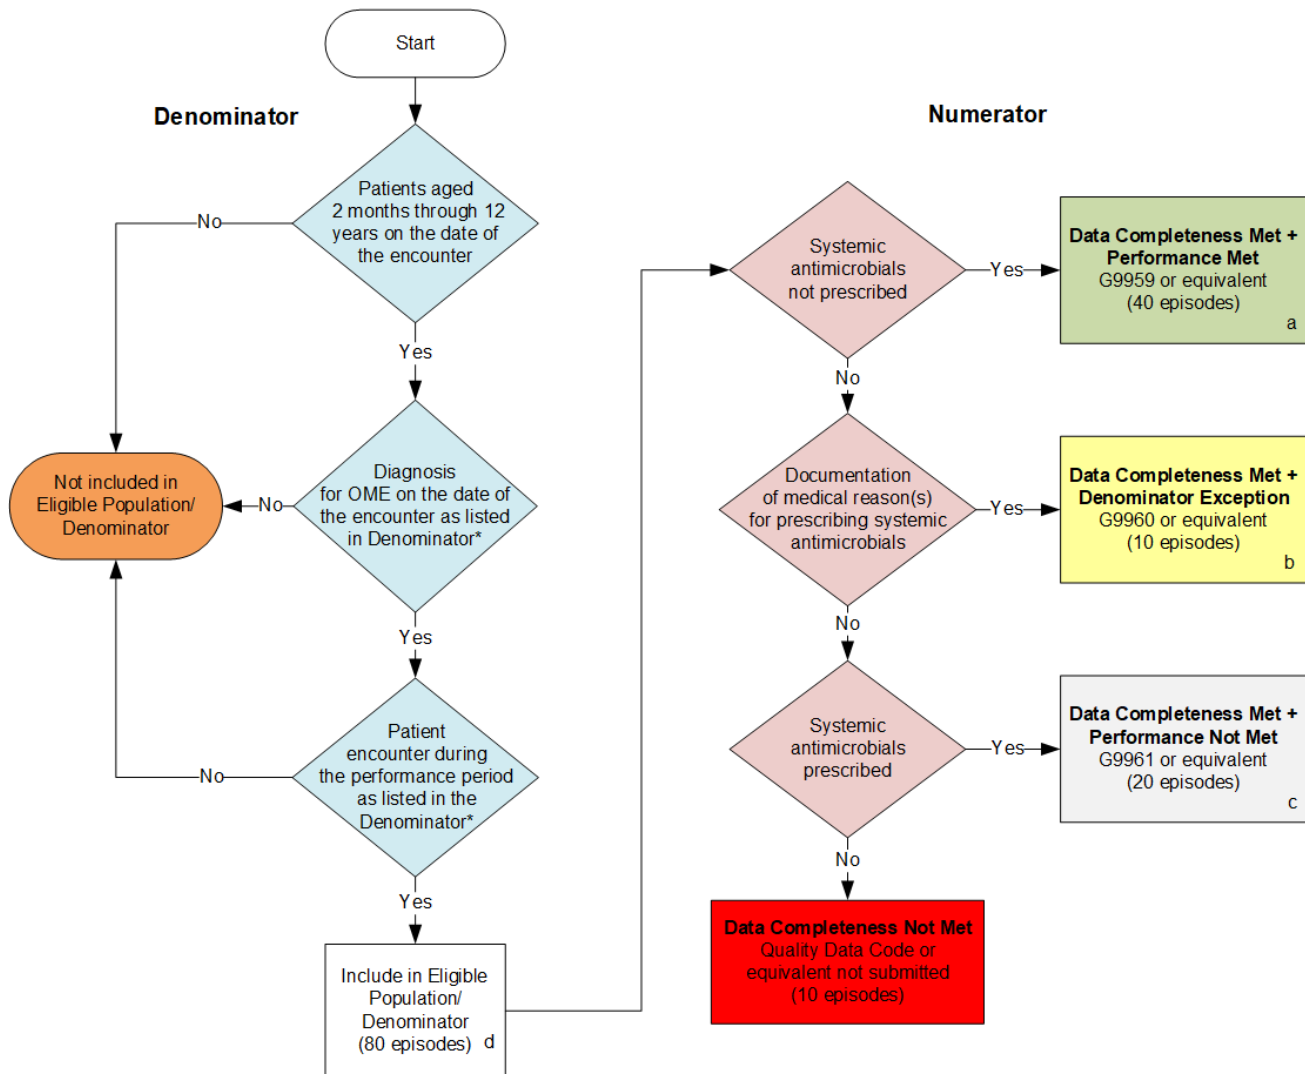 Start
Denominator
Patients aged
2 months through 12
years on the date of
the encounter
No
Yes
Diagnosis
for OME on the date of
the encounter as listed
in Denominator*
No
Not included in
Eligible Population/
Denominator
Yes
Patient
encounter during
the performance period
as listed in the
Denominator*
No
Yes
Include in Eligible
Population/
Denominator
(80 episodes) d
Numerator
Systemic
antimicrobials
not prescribed
Yes
Data Completeness Met +
Performance Met
G9959 or equivalent
(40 episodes)
a
No
Documentation
of medical reason(s)
for prescribing systemic
antimicrobials
Yes
Data Completeness Met +
Denominator Exception
G9960 or equivalent
(10 episodes)
b
No
Systemic
antimicrobials
prescribed
Yes
Data Completeness Met +
Performance Not Met
G9961 or equivalent
(20 episodes)
c
No
Data Completeness Not Met
Quality Data Code or
equivalent not submitted
(10 episodes)